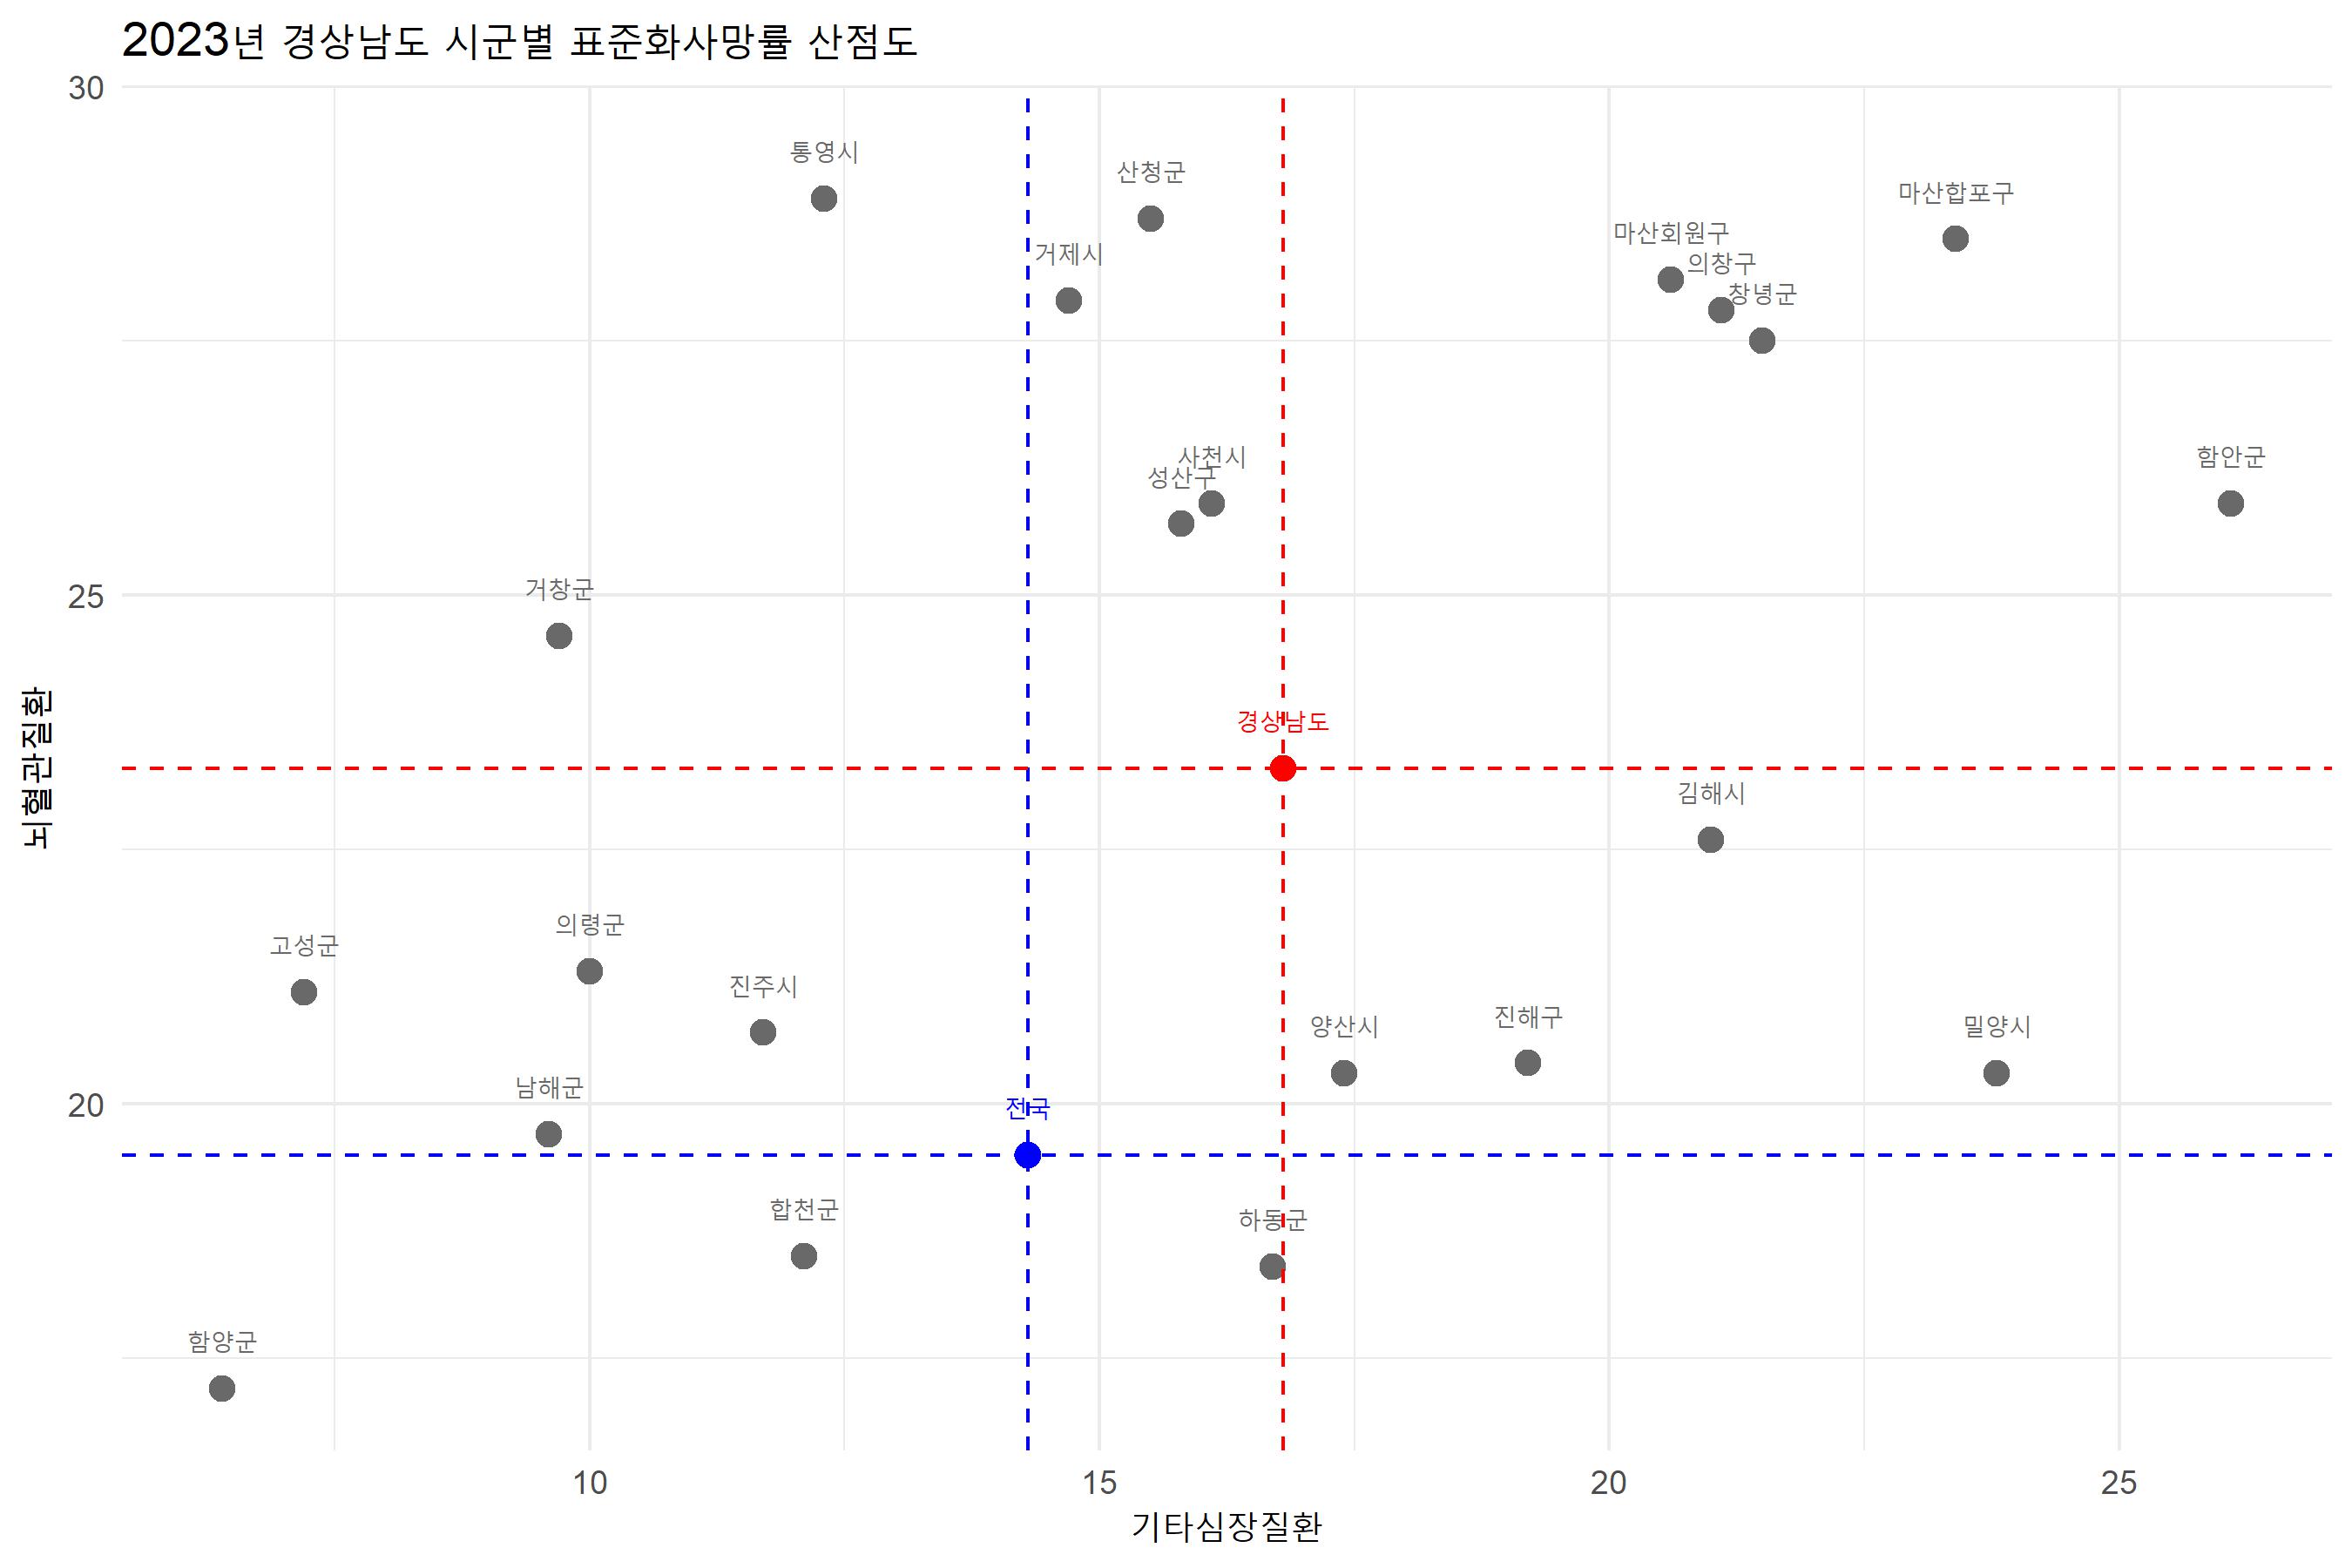 2023년 경상남도 시군별 표준화사망률 산점도
30
통영시
산청군
마산합포구
마산회원구
거제시
의창구
창녕군
사천시
함안군
성산구
거창군
25
경상남도
김해시
뇌혈관질환
의령군
고성군
진주시
진해구
양산시
밀양시
남해군
20
전국
합천군
하동군
함양군
10
15
20
25
기타심장질환